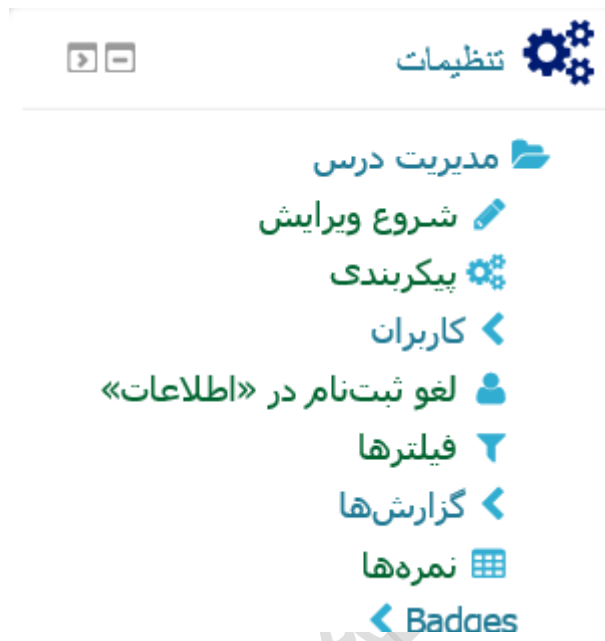 تنظیمات
مدیریت درس
شروع ویرایش
پیکربندی
کاربران
لغو ثبت‌نام در «اطلاعات»
فیلترها
گزارش‌ها
نمره‌ها
Badges